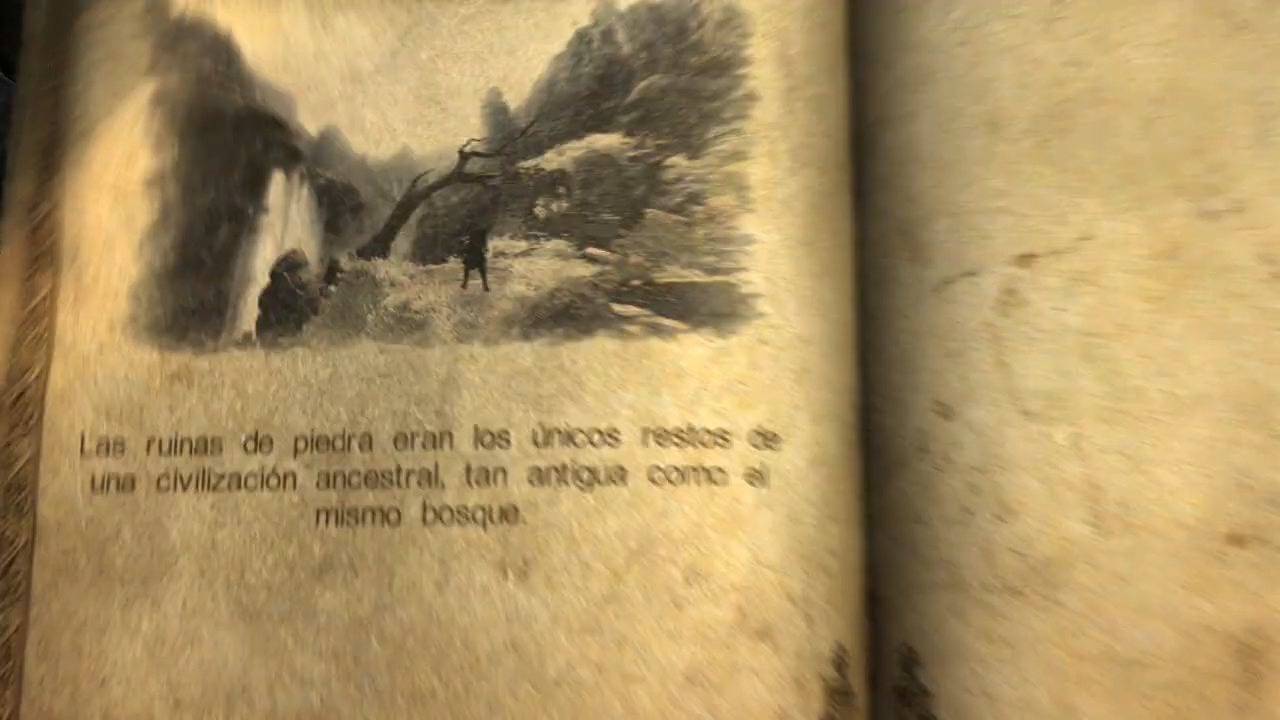 Las ruinas de piedra eran los únicos restos de
una civilización ancestral, tan antigua como el
mismo bosque.